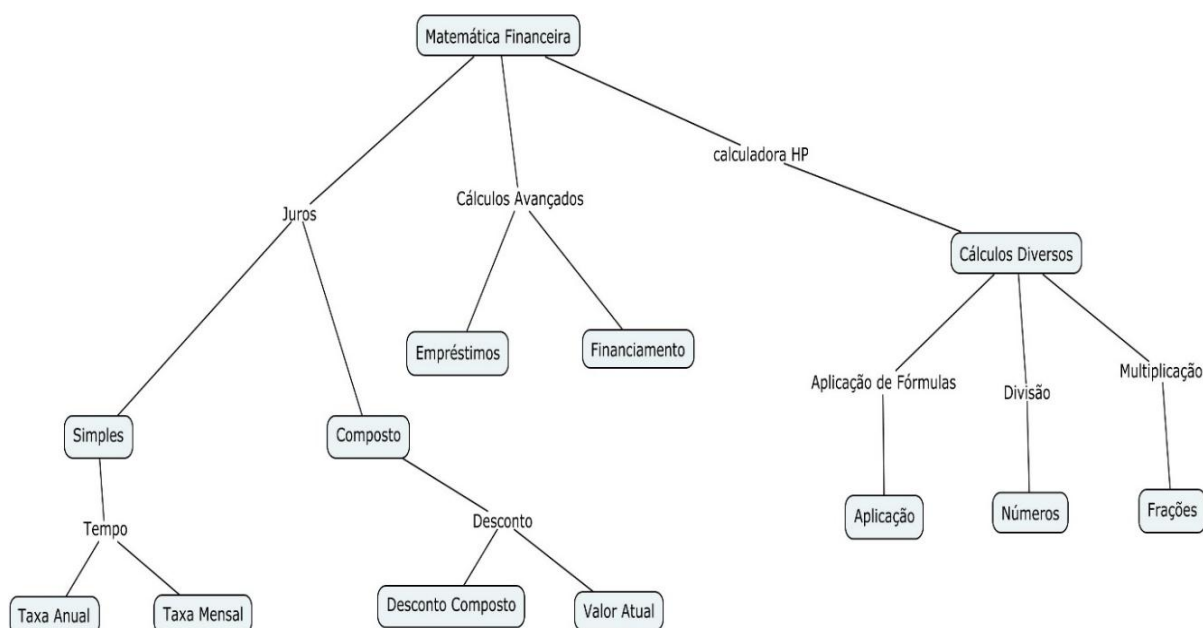 Matemática Financeira
calculadora HP
Cálculos Avançados
Juros
Cálculos Diversos
Empréstimos
Financiamento
Aplicação de Fórmulas
Divisão
Multiplicação
Simples
Composto
Aplicação
Números
Frações
Tempo
Desconto
Taxa Anual
Taxa Mensal
Desconto Composto
Valor Atual